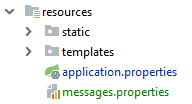 resources
static
templates
application.properties
messages.properties